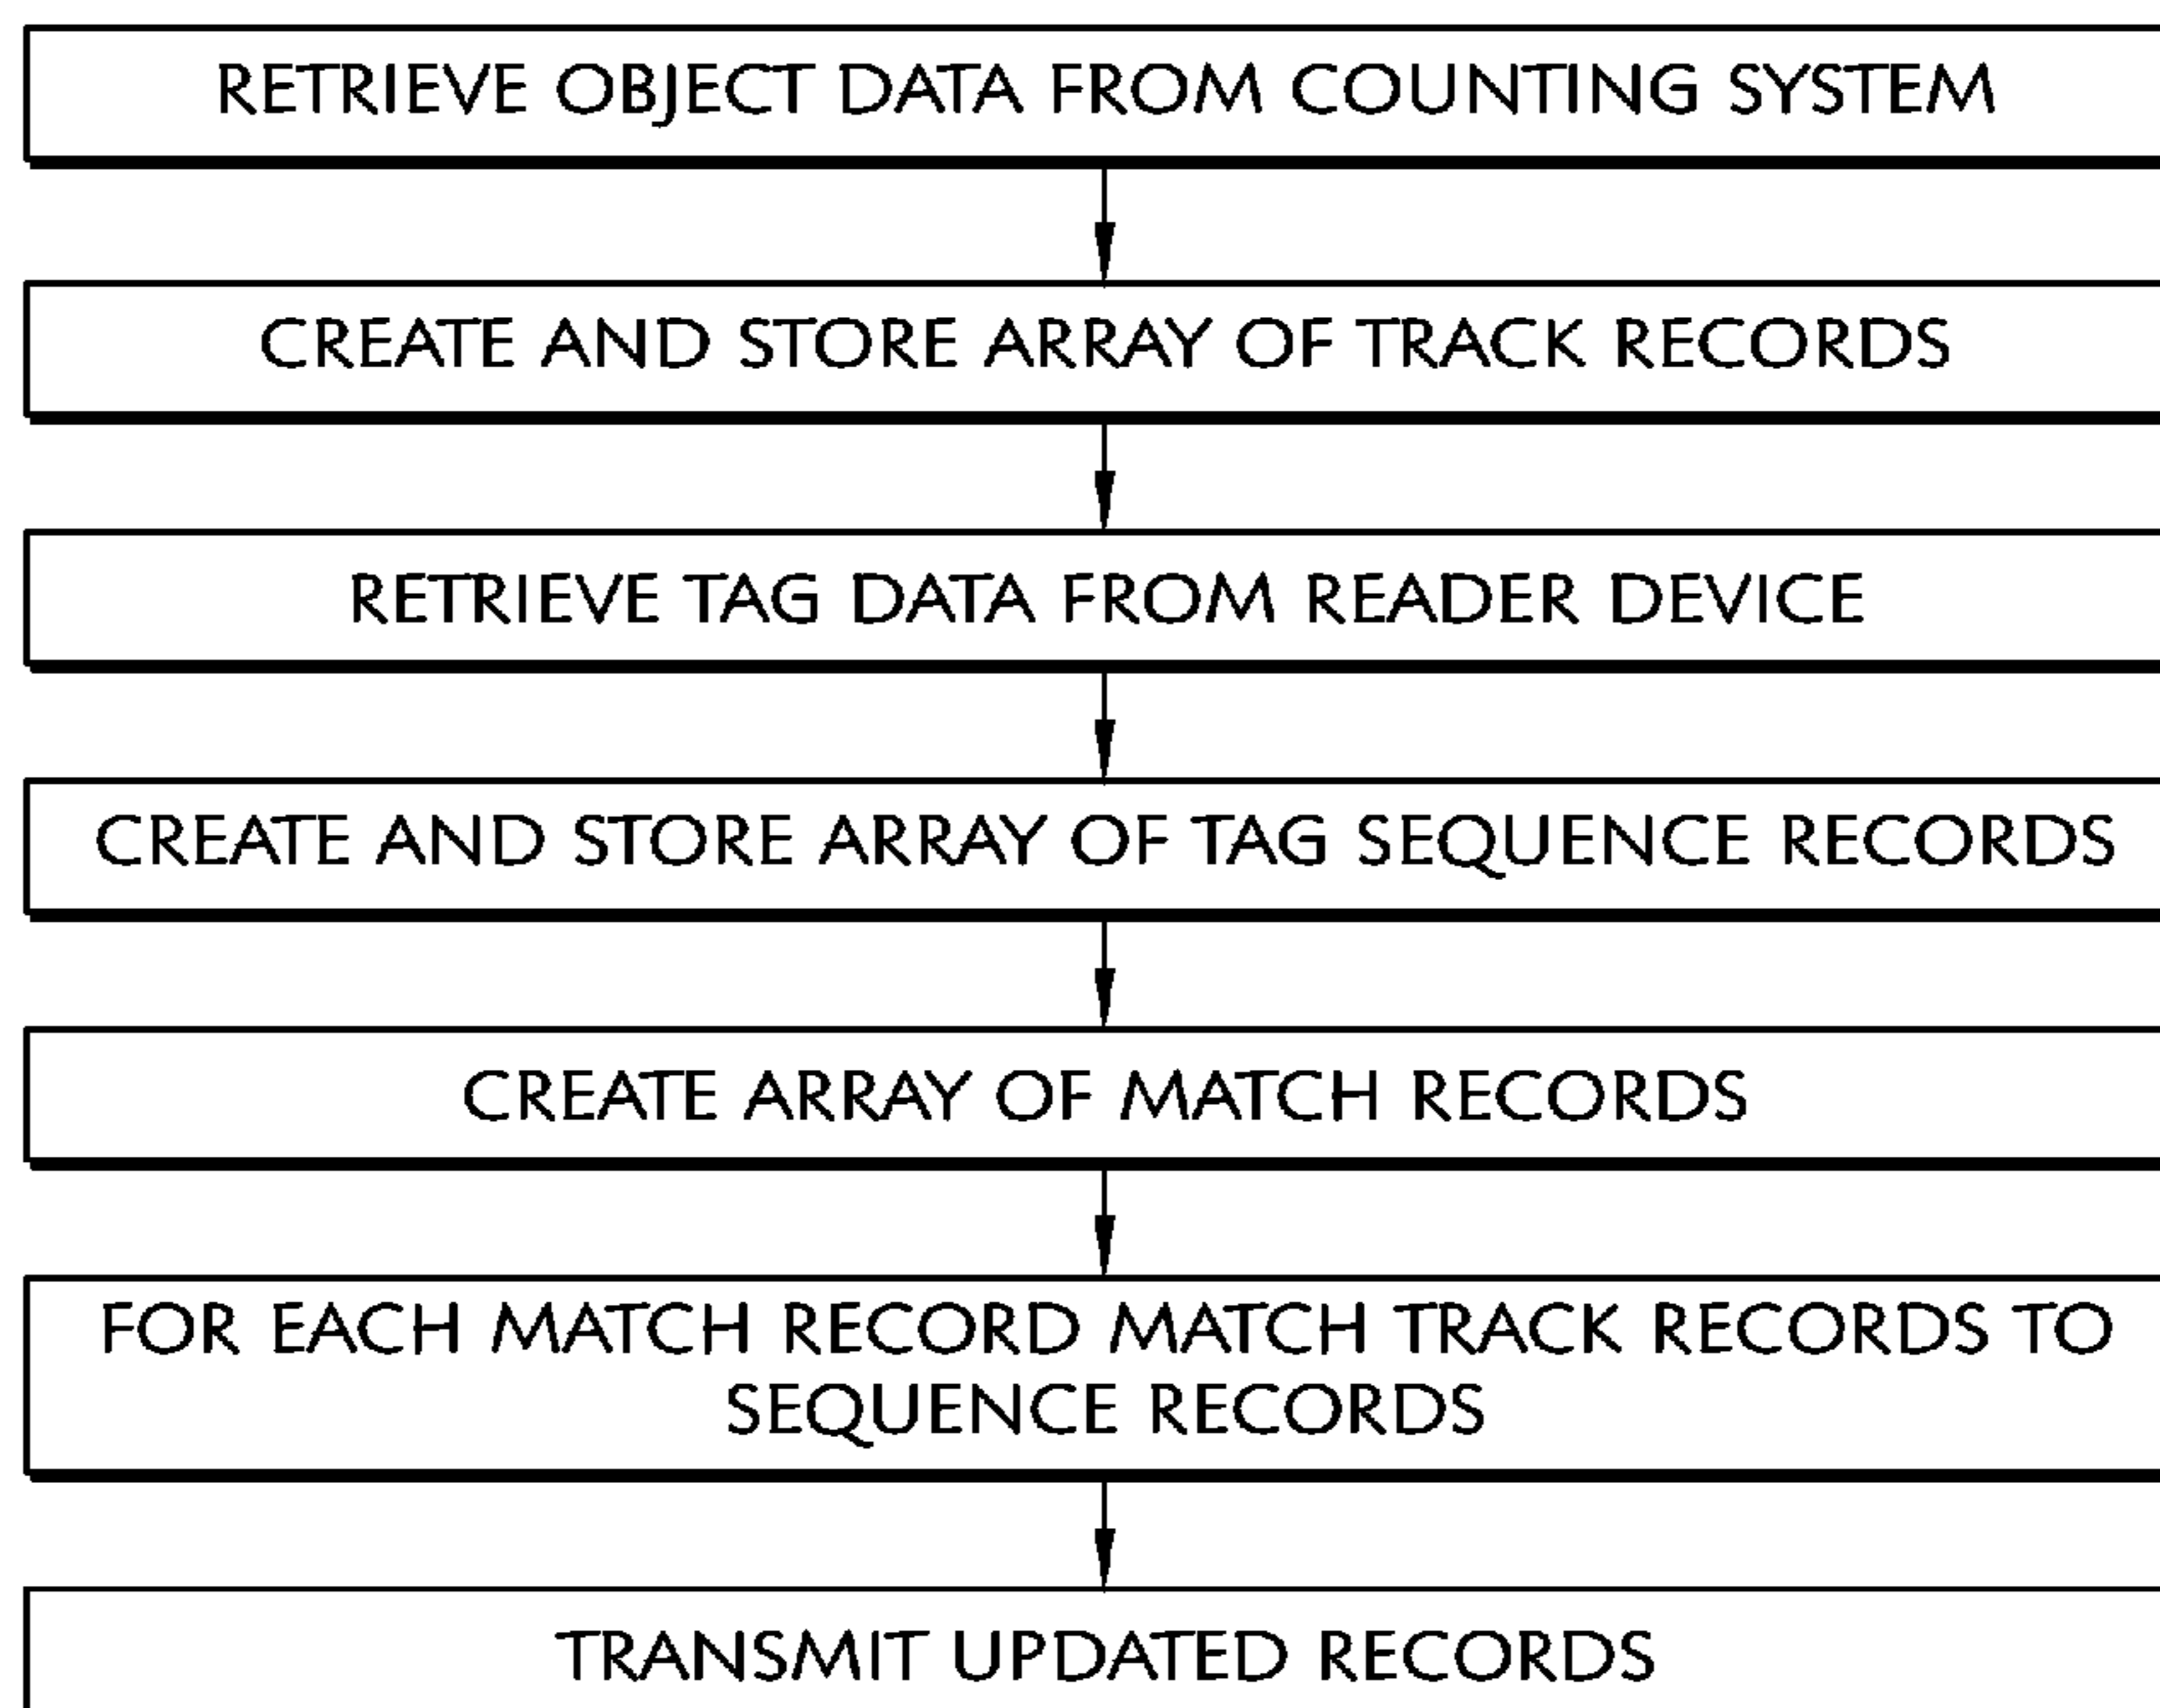 RETRIEVE OBJECT DATA FROM COUNTING SYSTEM
CREATE AND STORE ARRAY OF TRACK RECORDS
RETRIEVE TAG DATA FROM READER DEVICE
CREATE AND STORE ARRAY OF TAG SEQUENCE RECORDS
CREATE ARRAY OF MATCH RECORDS
FOR EACH MATCH RECORD MATCH TRACK RECORDS TO
SEQUENCE RECORDS
TRANSMIT UPDATED RECORDS